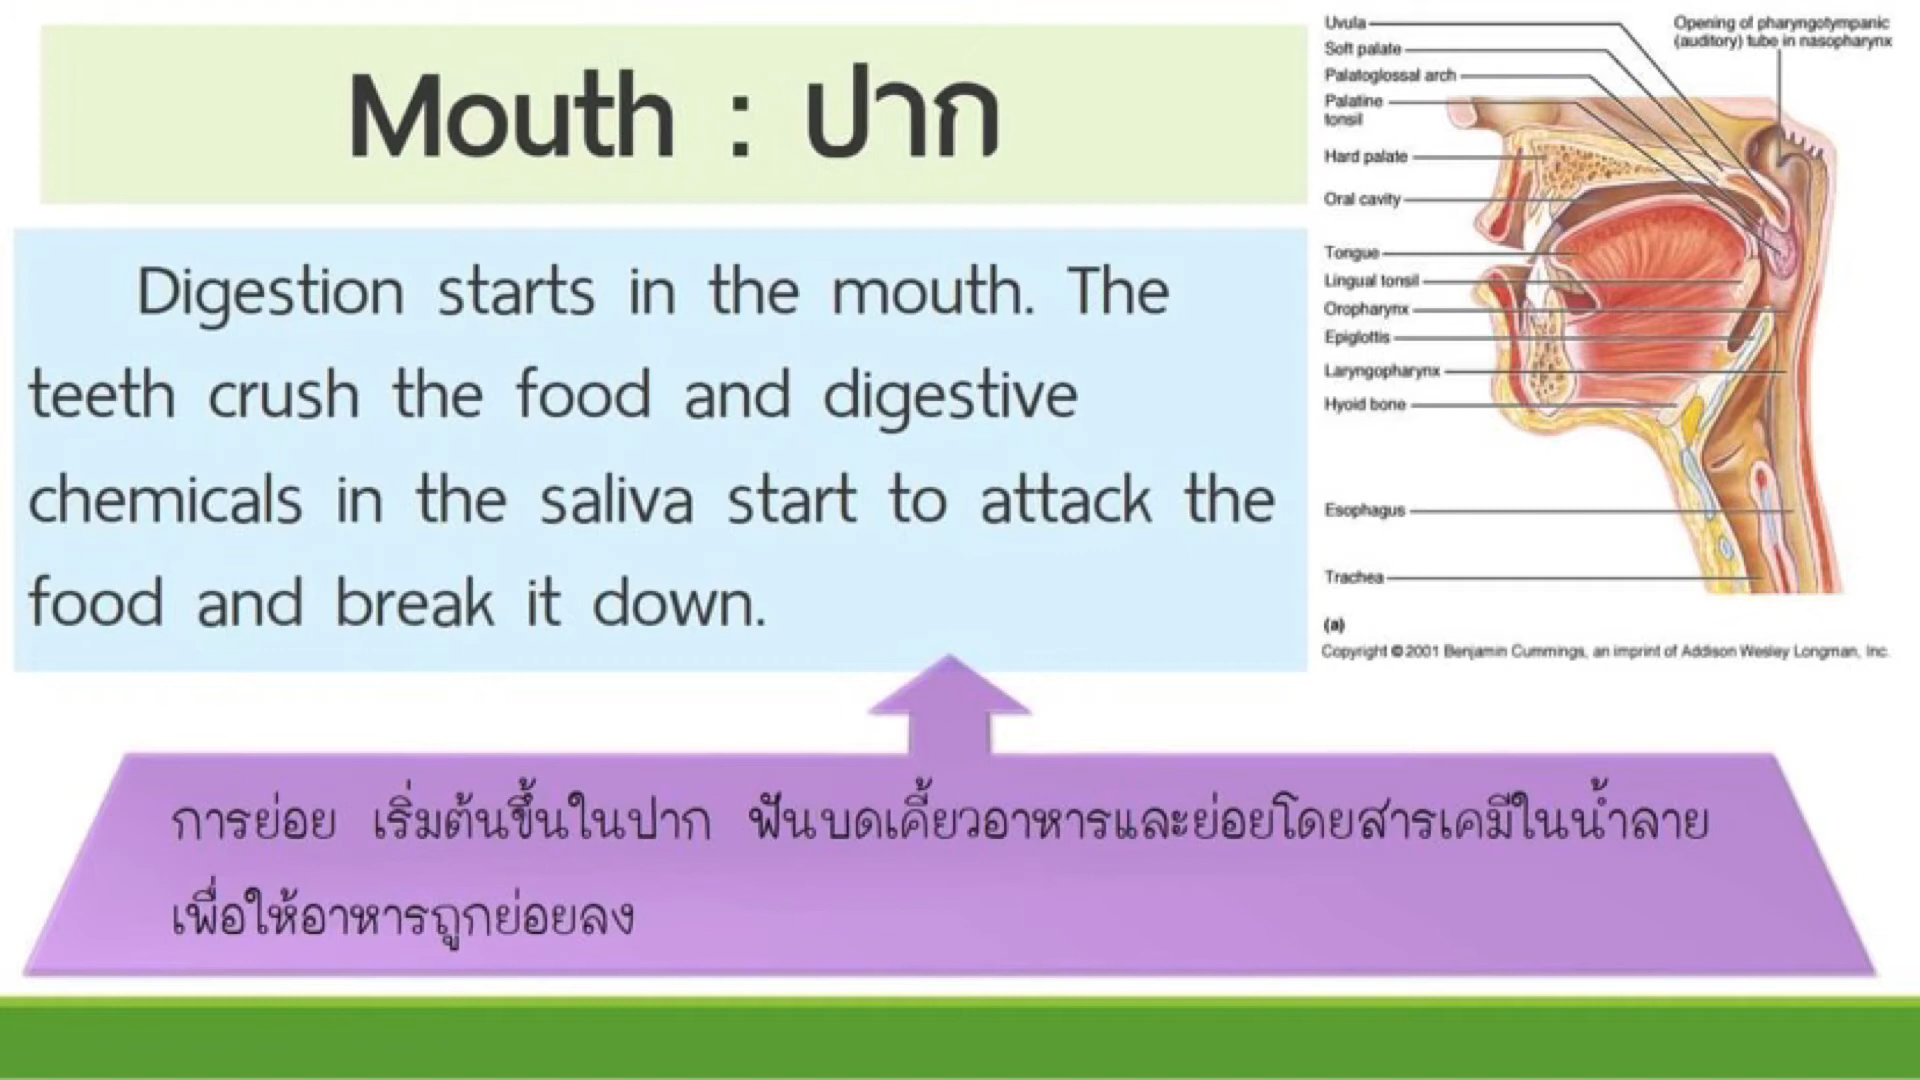 Mouth : ปาก
Digestion starts in the mouth. The
teeth crush the food and digestive
chemicals in the saliva start to attack the
food and break it down.
Uvula
Soft palate
Palatoglossal arch
Palatine
tonsil
Hard palate
Oral cavity
Tongue
Lingual tonsil
Oropharynx
Epiglottis
Laryngopharynx
Hyoid bone
Esophagus
Trachea
Opening of pharyngotympanic
(auditory) tube in nasopharynx
(a)
Copyright © 2001 Benjamin Cummings, an imprint of Addison Wesley Longman, Inc.
การย่อย เริ่มต้นขึ้นในปาก ฟันบดเคี้ยวอาหารและย่อยโดยสารเคมีในน้ำลาย
เพื่อให้อาหารถูกย่อยลง